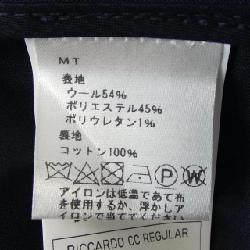 MT
表地
ウール54%
ポリエステル45%
ポリウレタン1%
裏地
コットン100%
アイロンは低温であて布
を使用するか、浮かしアイ
ロンで当ててください
RICCARDO CC REGULAR